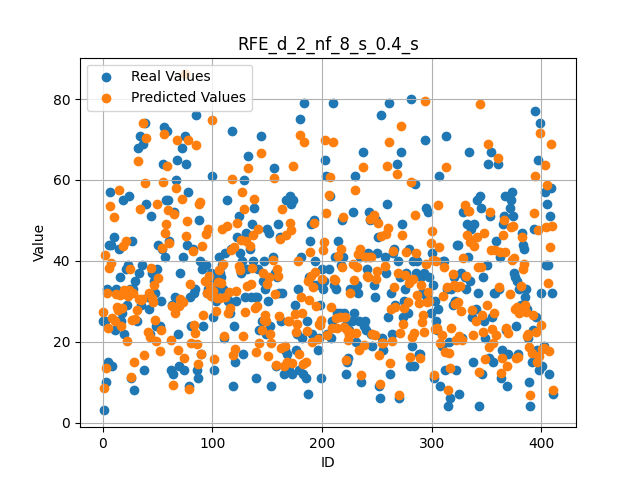 RFE_d_2_nf_8_s_0.4_s
Real Values
Predicted Values
Value
80
60
40
20
0
0 100 200 300 400
ID